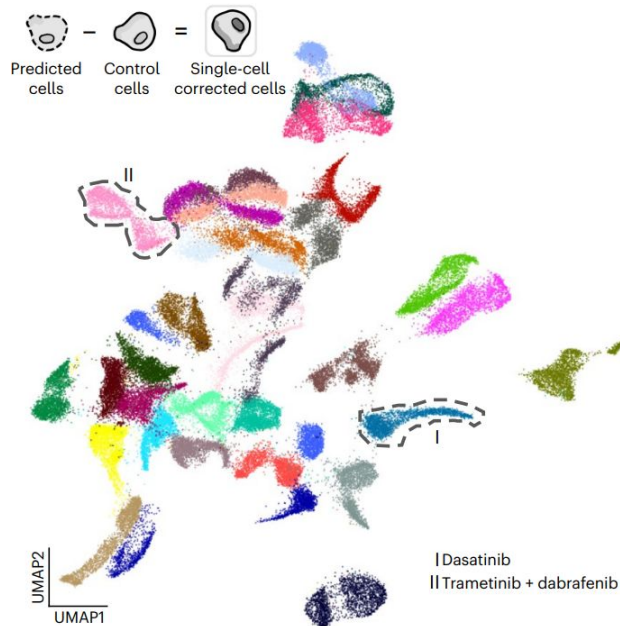 Predicted cells
–
Control cells
=
Single-cell corrected cells
II
I
I Dasatinib
II Trametinib + dabrafenib
UMAP2
UMAP1